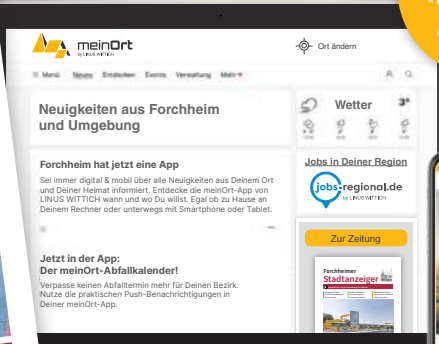 meinOrt
by LINUS WITTICH
Ort ändern
Menü Neues Entdecken Events Verwaltung Mehr
Neuigkeiten aus Forchheim
und Umgebung
Wetter 3°
Forchheim hat jetzt eine App
Sei immer digital & mobil über alle Neuigkeiten aus Deinem Ort
und Deiner Heimat informiert. Entdecke die meinOrt-App von
LINUS WITTICH wann und wo Du willst. Egal ob zu Hause an
Deinem Rechner oder unterwegs mit Smartphone oder Tablet.
Jobs in Deiner Region
jobs-regional.de
by LINUS WITTICH
Zur Zeitung
Jetzt in der App:
Der meinOrt-Abfallkalender!
Verpasse keinen Abfalltermin mehr für Deinen Bezirk.
Nutze die praktischen Push-Benachrichtigungen in
Deiner meinOrt-App.
Forchheimer
Stadtanzeiger